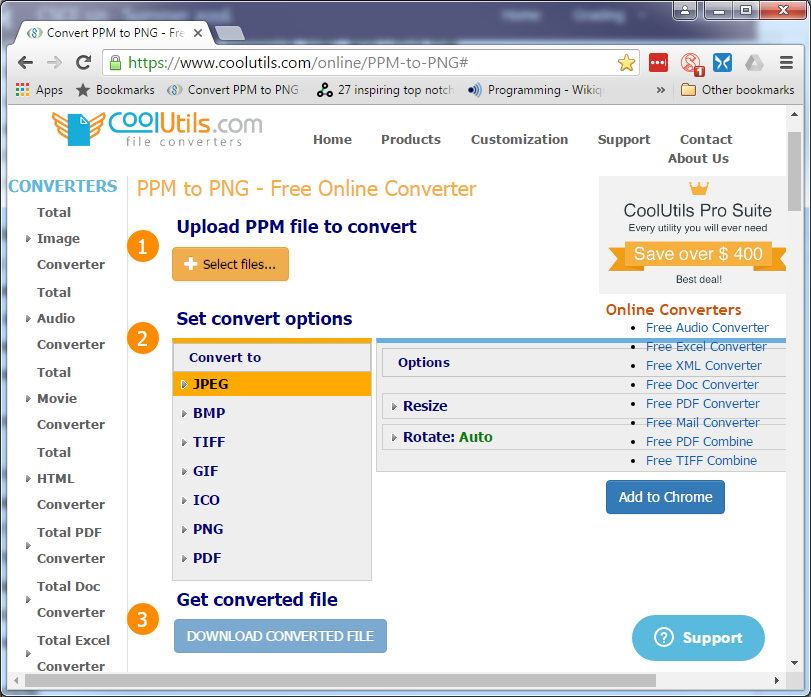 Home Grading
Convert PPM to PNG - Fre
https://www.coolutils.com/online/PPM-to-PNG#
1
Apps Bookmarks Convert PPM to PNG 27 inspiring top notch Programming - Wikiq » Other bookmarks
COOLUTILS.com
file converters
Home Products Customization Support Contact
About Us
CONVERTERS
Total
Image
Converter
Total
Audio
Converter
Total
Movie
Converter
Total
HTML
Converter
Total PDF
Converter
Total Doc
Converter
Total Excel
Converter
PPM to PNG - Free Online Converter
1
Upload PPM file to convert
Select files...
2
Set convert options
Convert to
JPEG
BMP
TIFF
GIF
ICO
PNG
PDF
Options
Resize
Rotate: Auto
3
Get converted file
DOWNLOAD CONVERTED FILE
CoolUtils Pro Suite
Every utility you will ever need
Save over $ 400
Best deal!
Online Converters
Free Audio Converter
Free Excel Converter
Free XML Converter
Free Doc Converter
Free PDF Converter
Free Mail Converter
Free PDF Combine
Free TIFF Combine
Add to Chrome
Support